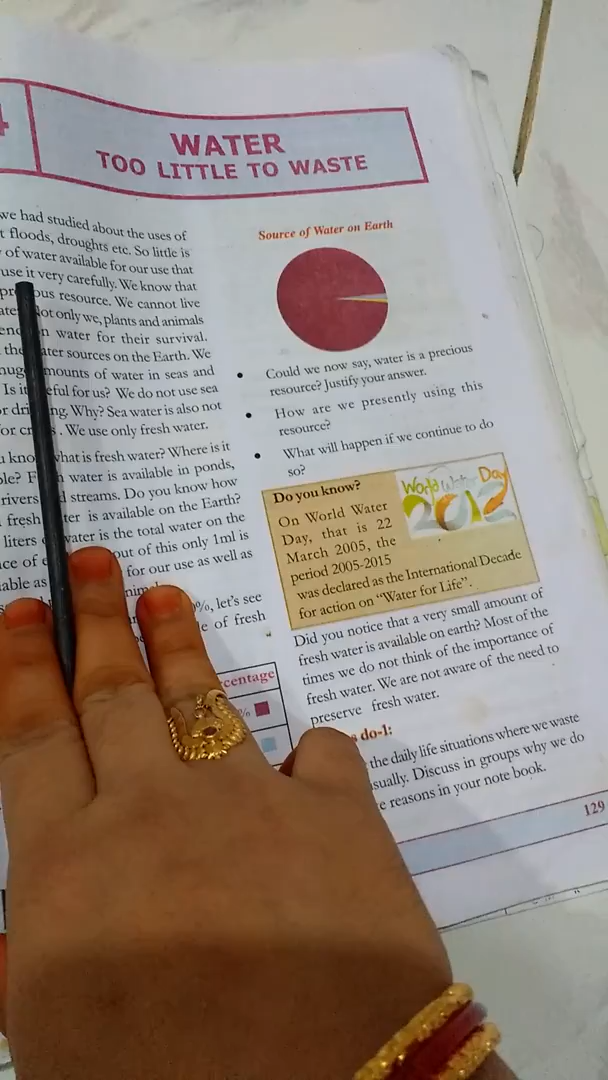 4
WATER
TOO LITTLE TO WASTE
we had studied about the uses of
floods, droughts etc. So little is
of water available for our use that
use it very carefully. We know that
resource. We cannot live
Not only we, plants and animals
water for their survival.
water sources on the Earth. We
amounts of water in seas and
Is it useful for us? We do not use sea
drinking. Why? Sea water is also not
. We use only fresh water.
what is fresh water? Where is it
water is available in ponds,
rivers and streams. Do you know how
fresh water is available on the Earth?
liters of water is the total water on the
out of this only 1ml is
for our use as well as
%, let's see
of fresh
centage
%
Source of Water on Earth
• Could we now say, water is a precious
resource? Justify your answer.
• How are we presently using this
resource?
• What will happen if we continue to do
so?
Do you know?
World Water Day
2012
On World Water
Day, that is 22
March 2005, the
period 2005-2015
was declared as the International Decade
for action on "Water for Life".
Did you notice that a very small amount of
fresh water is available on earth? Most of the
times we do not think of the importance of
fresh water. We are not aware of the need to
preserve fresh water.
do-1:
the daily life situations where we waste
usually. Discuss in groups why we do
reasons in your note book.
129